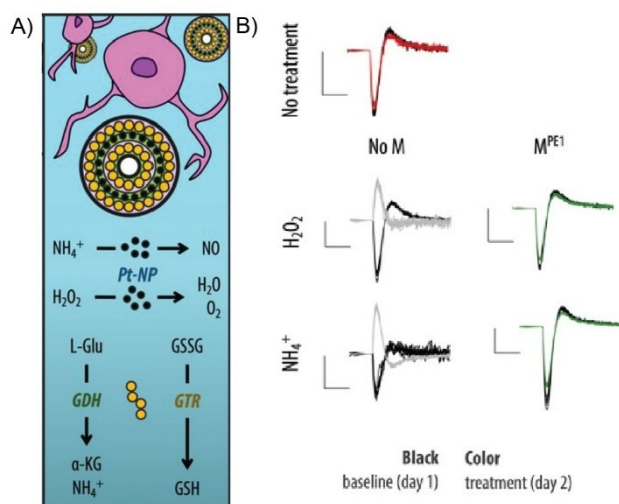 A)
NH₄⁺ NO
Pt-NP
H₂O₂ H₂O
O₂
L-Glu GSSG
GDH GTR
α-KG
NH₄⁺ GSH
B)
No treatment
No M Mᴾᴱ¹
H₂O₂
NH₄⁺
Black Color
baseline (day 1) treatment (day 2)